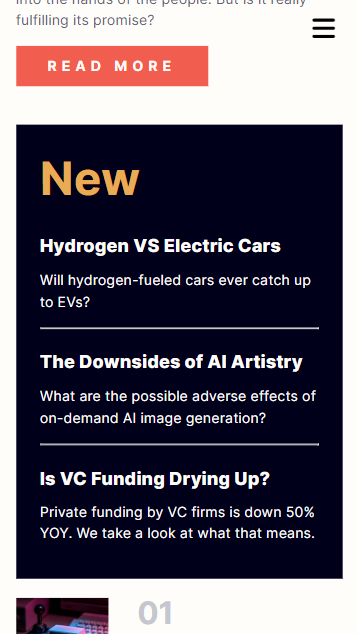 into the hands of the people. But is it really
fulfilling its promise?
READ MORE
New
Hydrogen VS Electric Cars
Will hydrogen-fueled cars ever catch up
to EVs?
The Downsides of AI Artistry
What are the possible adverse effects of
on-demand AI image generation?
Is VC Funding Drying Up?
Private funding by VC firms is down 50%
YOY. We take a look at what that means.
01